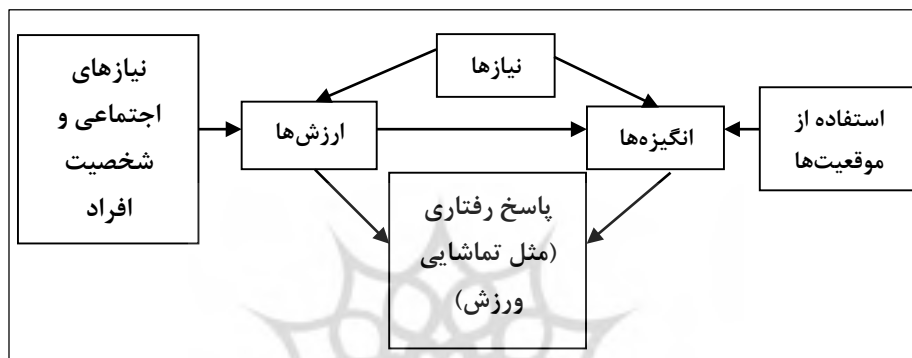 نیازهای
اجتماعی و
شخصیت
افراد
نیازها
ارزش‌ها
انگیزه‌ها
استفاده از
موقعیت‌ها
پاسخ رفتاری
(مثل تماشایی
ورزش)